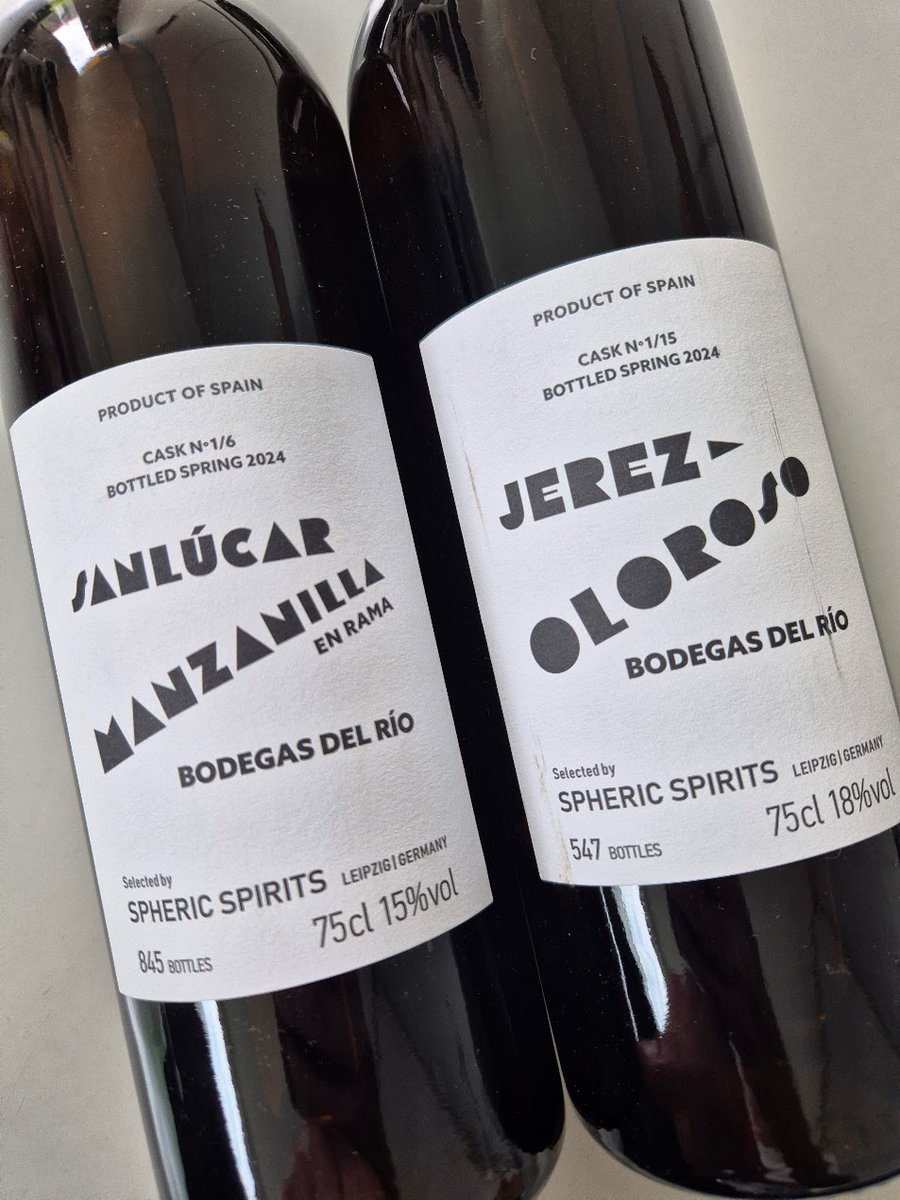 PRODUCT OF SPAIN
CASK Nº1/6
BOTTLED SPRING 2024
SANLÚCAR
MANZANILLA
EN RAMA
BODEGAS DEL RÍO
Selected by
SPHERIC SPIRITS LEIPZIG | GERMANY
845 BOTTLES 75cl 15%vol
PRODUCT OF SPAIN
CASK Nº1/15
BOTTLED SPRING 2024
JEREZ
OLOROSO
BODEGAS DEL RÍO
Selected by
SPHERIC SPIRITS LEIPZIG | GERMANY
547 BOTTLES 75cl 18%vol